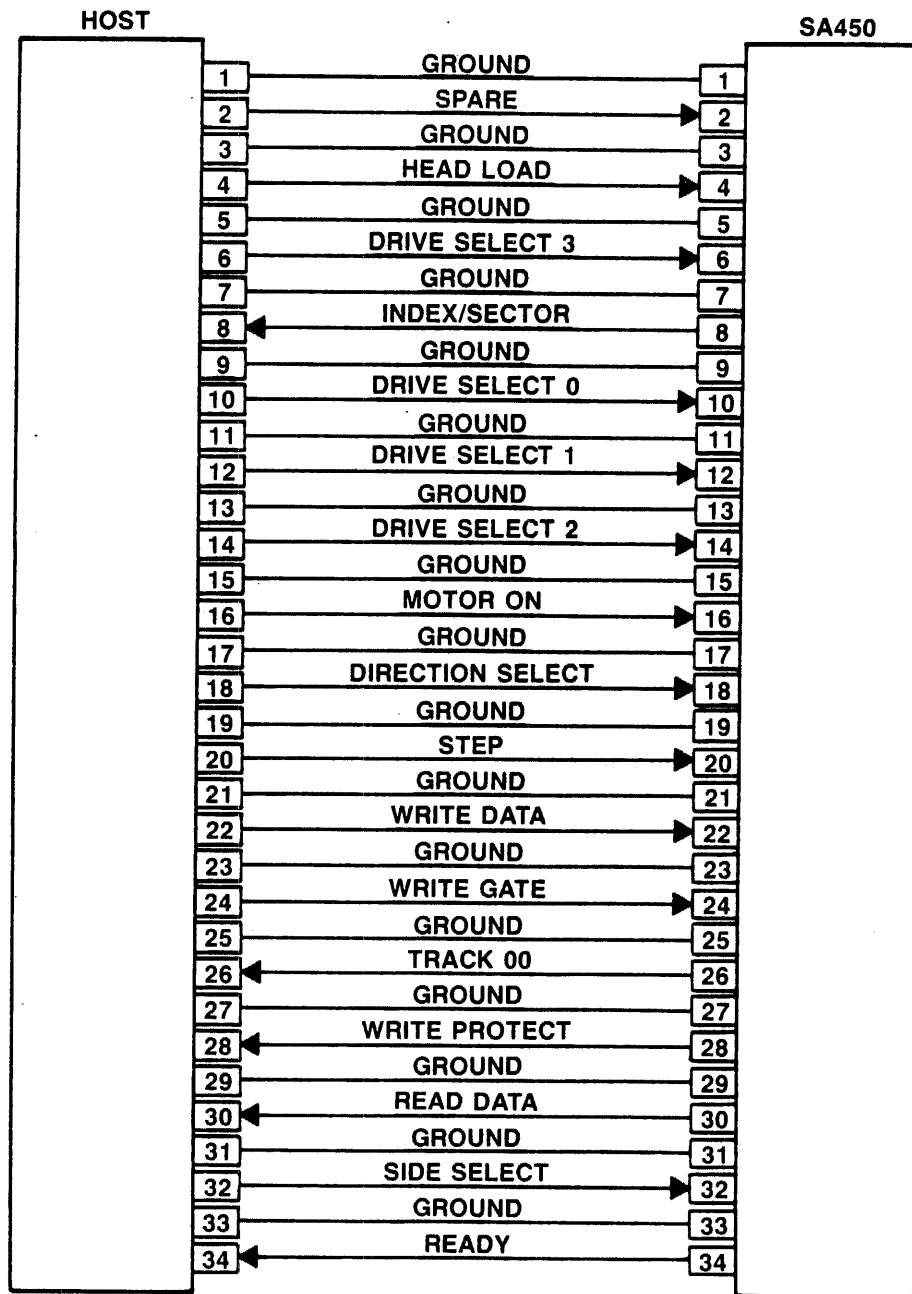 HOST SA450
1 GROUND 1
2 SPARE 2
3 GROUND 3
4 HEAD LOAD 4
5 GROUND 5
6 DRIVE SELECT 3 6
7 GROUND 7
8 INDEX/SECTOR 8
9 GROUND 9
10 DRIVE SELECT 0 10
11 GROUND 11
12 DRIVE SELECT 1 12
13 GROUND 13
14 DRIVE SELECT 2 14
15 GROUND 15
16 MOTOR ON 16
17 GROUND 17
18 DIRECTION SELECT 18
19 GROUND 19
20 STEP 20
21 GROUND 21
22 WRITE DATA 22
23 GROUND 23
24 WRITE GATE 24
25 GROUND 25
26 TRACK 00 26
27 GROUND 27
28 WRITE PROTECT 28
29 GROUND 29
30 READ DATA 30
31 GROUND 31
32 SIDE SELECT 32
33 GROUND 33
34 READY 34